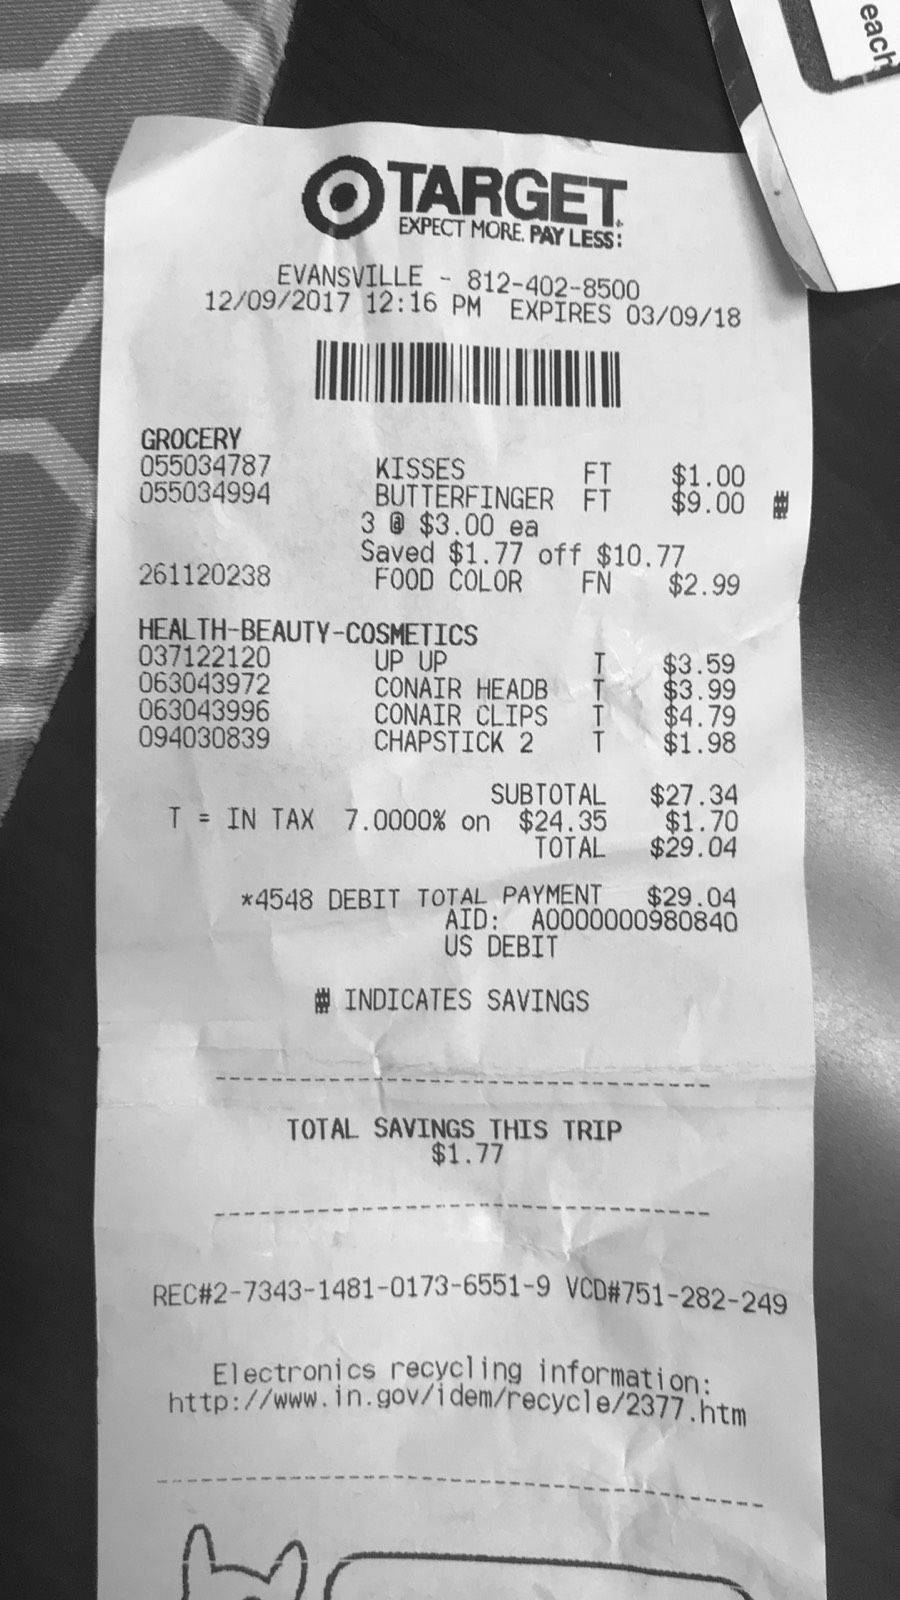 each
TARGET
EXPECT MORE. PAY LESS.
EVANSVILLE - 812-402-8500
12/09/2017 12:16 PM EXPIRES 03/09/18
GROCERY
055034787 KISSES FT $1.00
055034994 BUTTERFINGER FT $9.00
3 @ $3.00 ea
Saved $1.77 off $10.77
261120238 FOOD COLOR FN $2.99
HEALTH-BEAUTY-COSMETICS
037122120 UP UP T $3.59
063043972 CONAIR HEADB T $3.99
063043996 CONAIR CLIPS T $4.79
094030839 CHAPSTICK 2 T $1.98
SUBTOTAL $27.34
T = IN TAX 7.0000% on $24.35 $1.70
TOTAL $29.04
*4548 DEBIT TOTAL PAYMENT $29.04
AID: A0000000980840
US DEBIT
INDICATES SAVINGS
TOTAL SAVINGS THIS TRIP
$1.77
REC#2-7343-1481-0173-6551-9 VCD#751-282-249
Electronics recycling information:
http://www.in.gov/idem/recycle/2377.htm